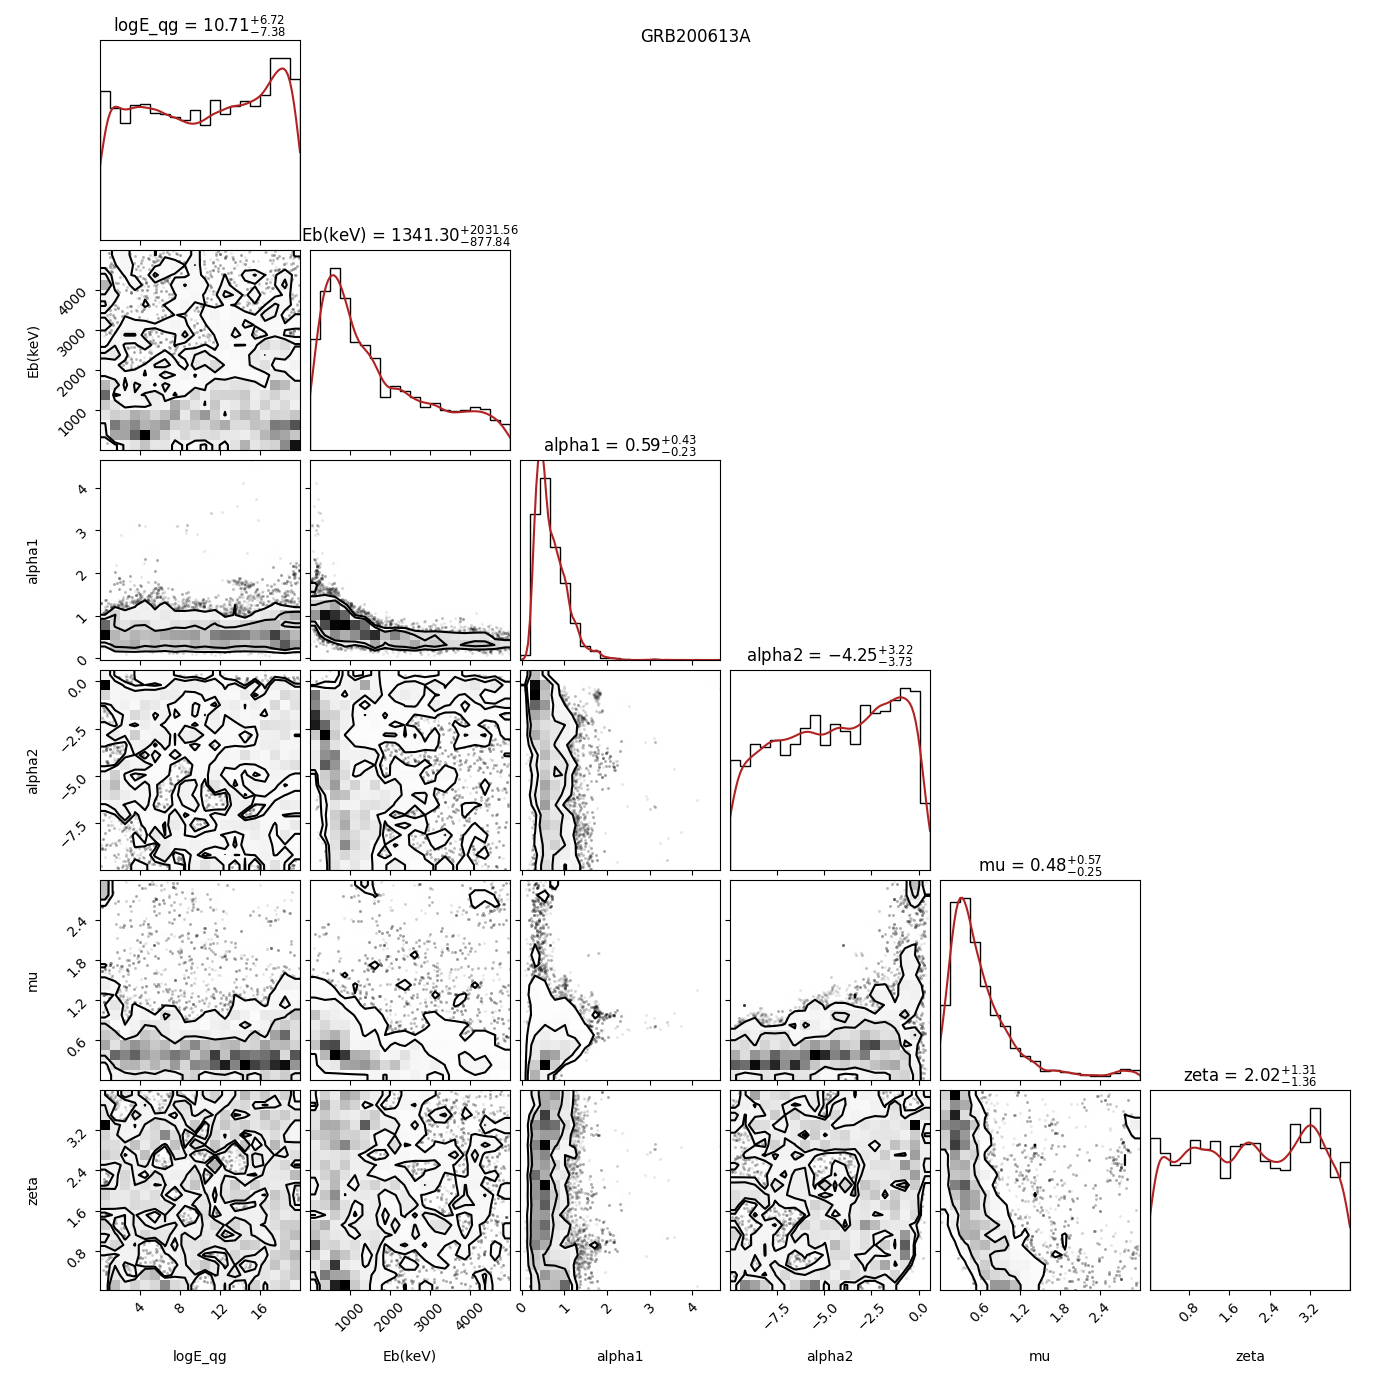 GRB200613A
logE_qg = 10.71+6.72−7.38
Eb(keV) = 1341.30+2031.56−877.84
Eb(keV)
4000
3000
2000
1000
alpha1 = 0.59+0.43−0.23
alpha1
4
3
2
1
0
alpha2 = −4.25+3.22−3.73
alpha2
0.0
−2.5
−5.0
−7.5
mu = 0.48+0.57−0.25
mu
2.4
1.8
1.2
0.6
zeta = 2.02+1.31−1.36
zeta
3.2
2.4
1.6
0.8
4 8 12 16
1000 2000 3000 4000
0 1 2 3 4
−7.5 −5.0 −2.5 0.0
0.6 1.2 1.8 2.4
0.8 1.6 2.4 3.2
logE_qg Eb(keV) alpha1 alpha2 mu zeta